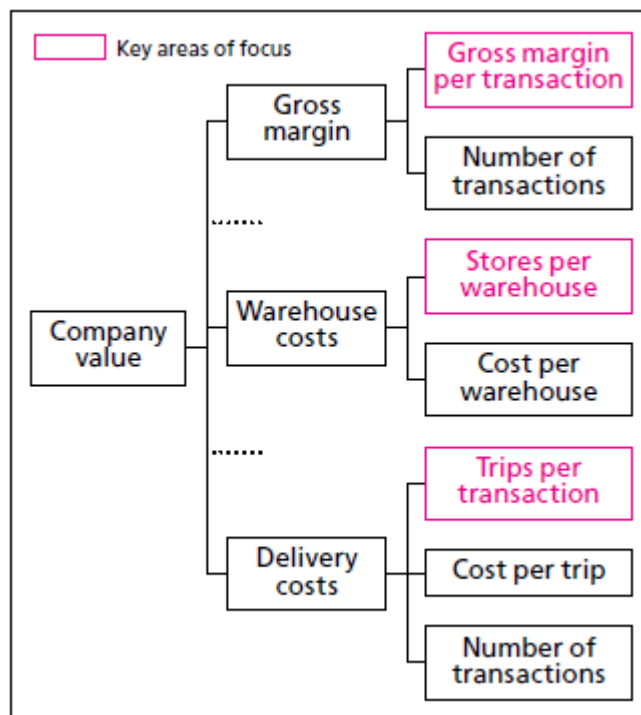 Key areas of focus
Gross margin
per transaction
Gross
margin
Number of
transactions
Stores per
warehouse
Warehouse
costs
Company
value
Cost per
warehouse
Trips per
transaction
Delivery
costs
Cost per trip
Number of
transactions